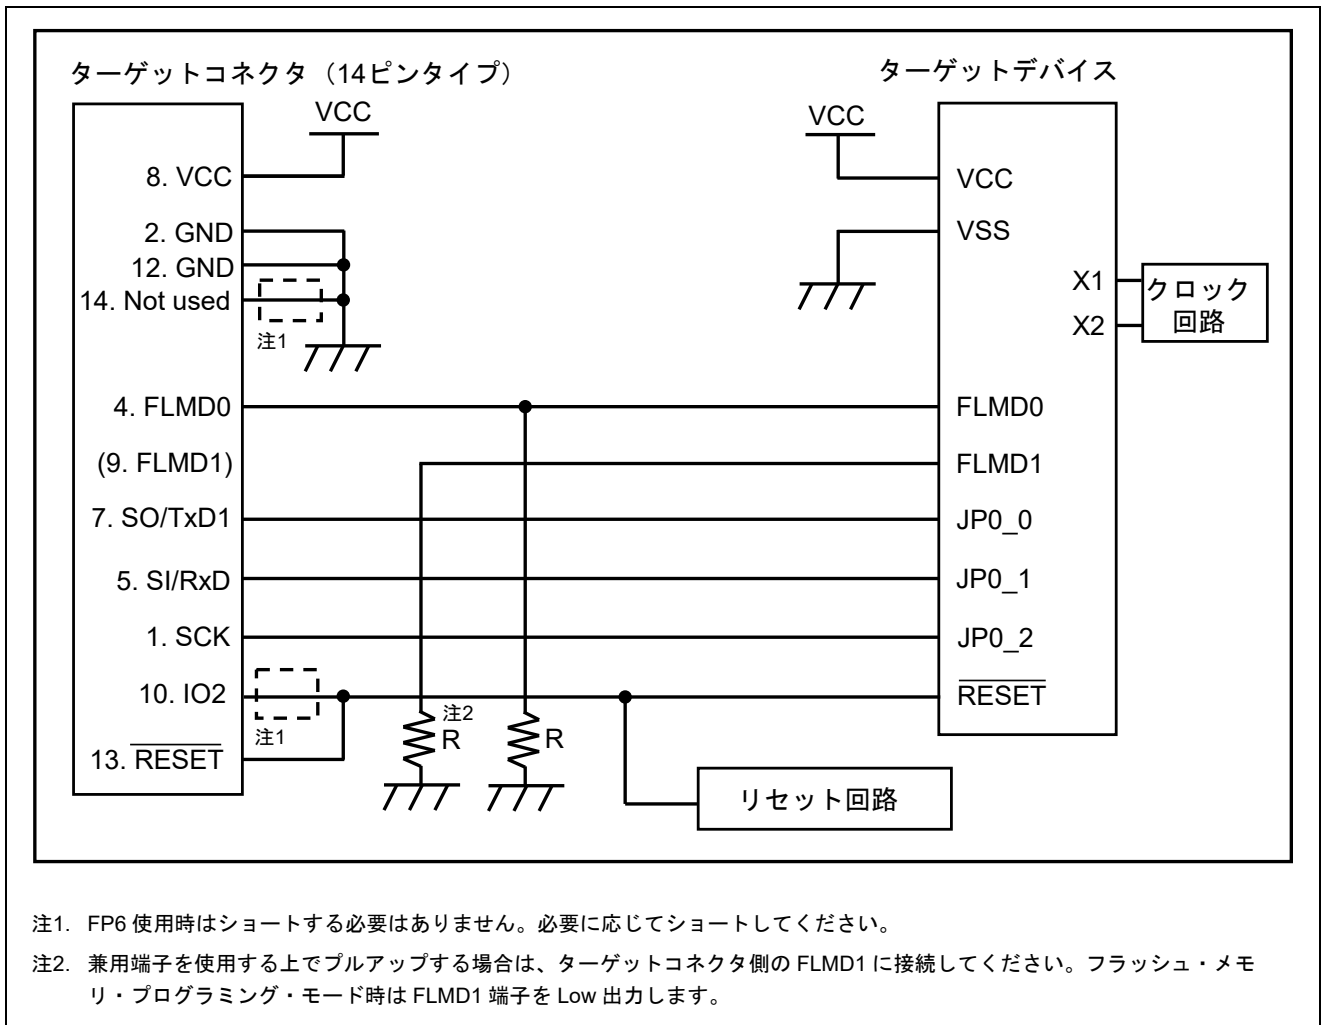 ターゲットコネクタ（14ピンタイプ）
ターゲットデバイス
VCC
VCC
8. VCC
VCC
2. GND
VSS
12. GND
14. Not used
注1
X1
X2
クロック
回路
4. FLMD0
FLMD0
(9. FLMD1)
FLMD1
7. SO/TxD1
JP0_0
5. SI/RxD
JP0_1
1. SCK
JP0_2
10. IO2
RESET
注1
注2
R
R
13. RESET
リセット回路
注1. FP6 使用時はショートする必要はありません。必要に応じてショートしてください。
注2. 兼用端子を使用する上でプルアップする場合は、ターゲットコネクタ側の FLMD1 に接続してください。フラッシュ・メモ
リ・プログラミング・モード時は FLMD1 端子を Low 出力します。